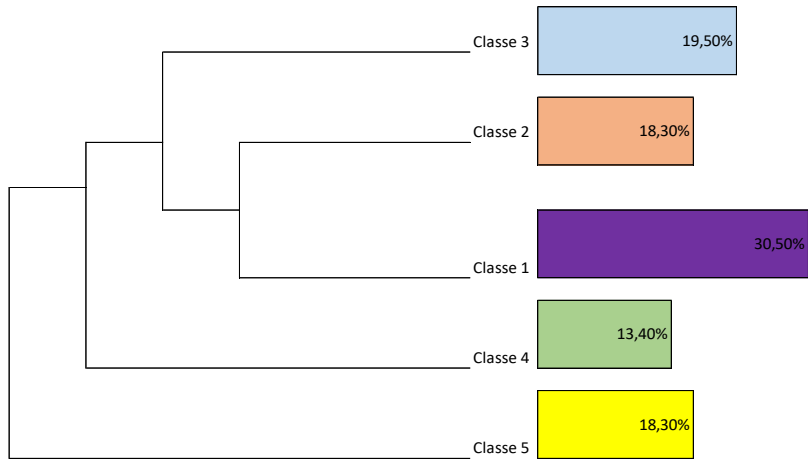 Classe 3 19,50%
Classe 2 18,30%
Classe 1 30,50%
Classe 4 13,40%
Classe 5 18,30%